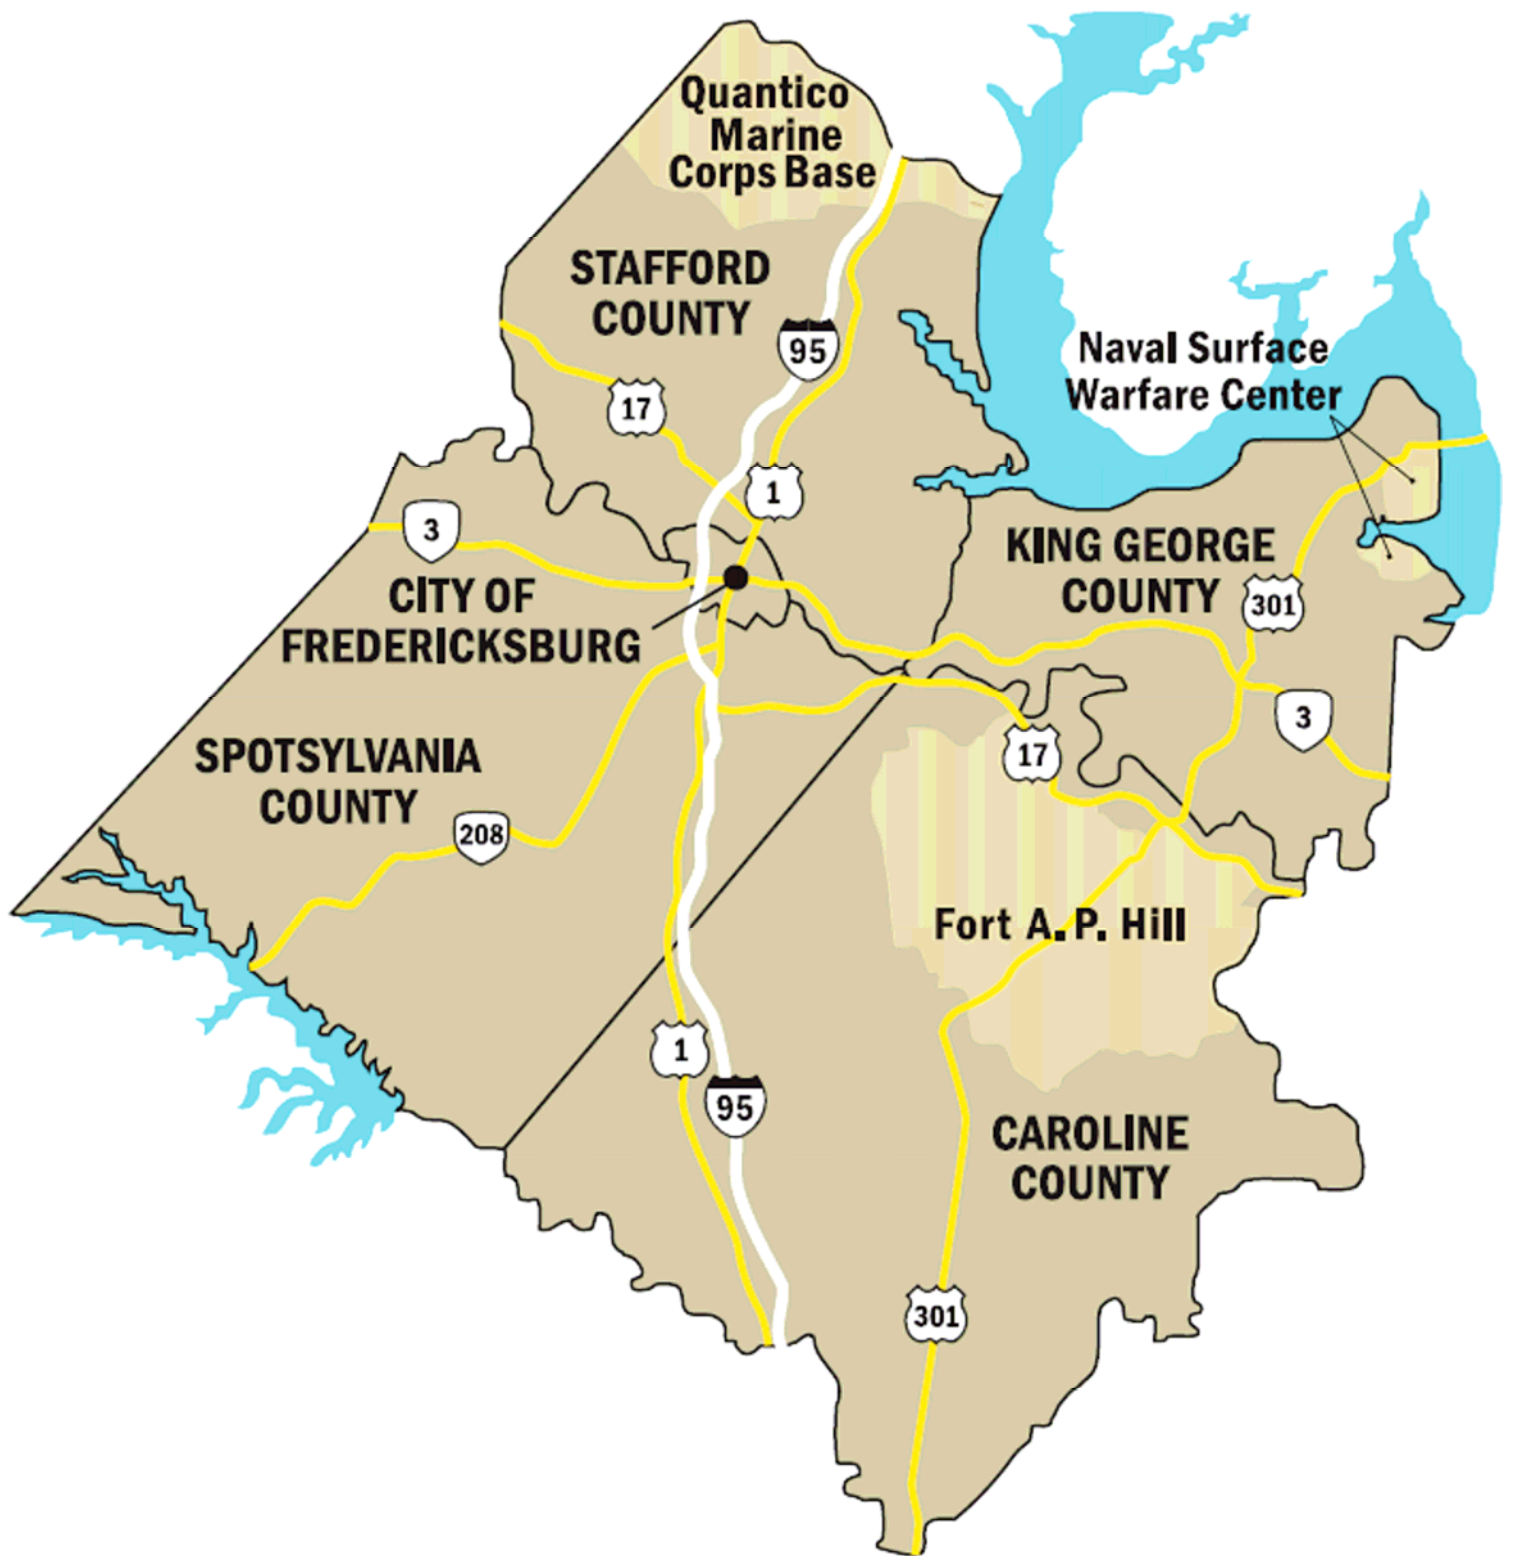 Quantico
Marine
Corps Base
STAFFORD
COUNTY
95
17
Naval Surface
Warfare Center
1
3
KING GEORGE
COUNTY
301
CITY OF
FREDERICKSBURG
3
17
SPOTSYLVANIA
COUNTY
208
Fort A.P. Hill
1
95
CAROLINE
COUNTY
301